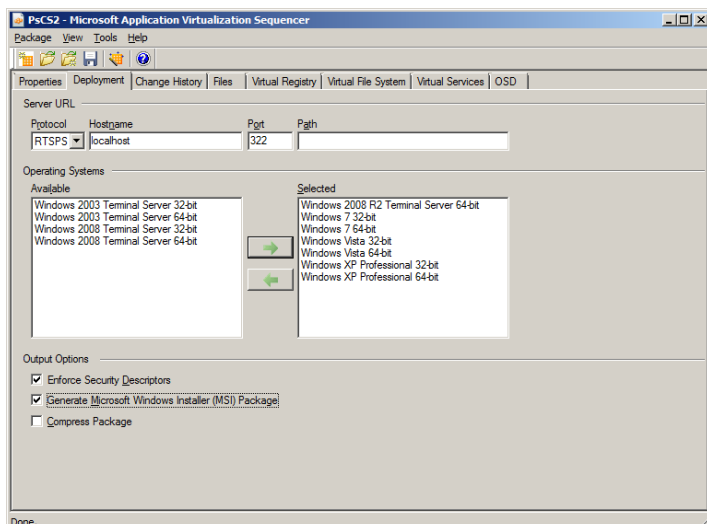 PsCS2 - Microsoft Application Virtualization Sequencer
Package View Tools Help
Properties Deployment Change History Files Virtual Registry Virtual File System Virtual Services OSD
Server URL
Protocol Hostname Port Path
RTSPS localhost 322
Operating Systems
Available Selected
Windows 2003 Terminal Server 32-bit
Windows 2003 Terminal Server 64-bit
Windows 2008 Terminal Server 32-bit
Windows 2008 Terminal Server 64-bit
Windows 2008 R2 Terminal Server 64-bit
Windows 7 32-bit
Windows 7 64-bit
Windows Vista 32-bit
Windows Vista 64-bit
Windows XP Professional 32-bit
Windows XP Professional 64-bit
Output Options
Enforce Security Descriptors
Generate Microsoft Windows Installer (MSI) Package
Compress Package
Done